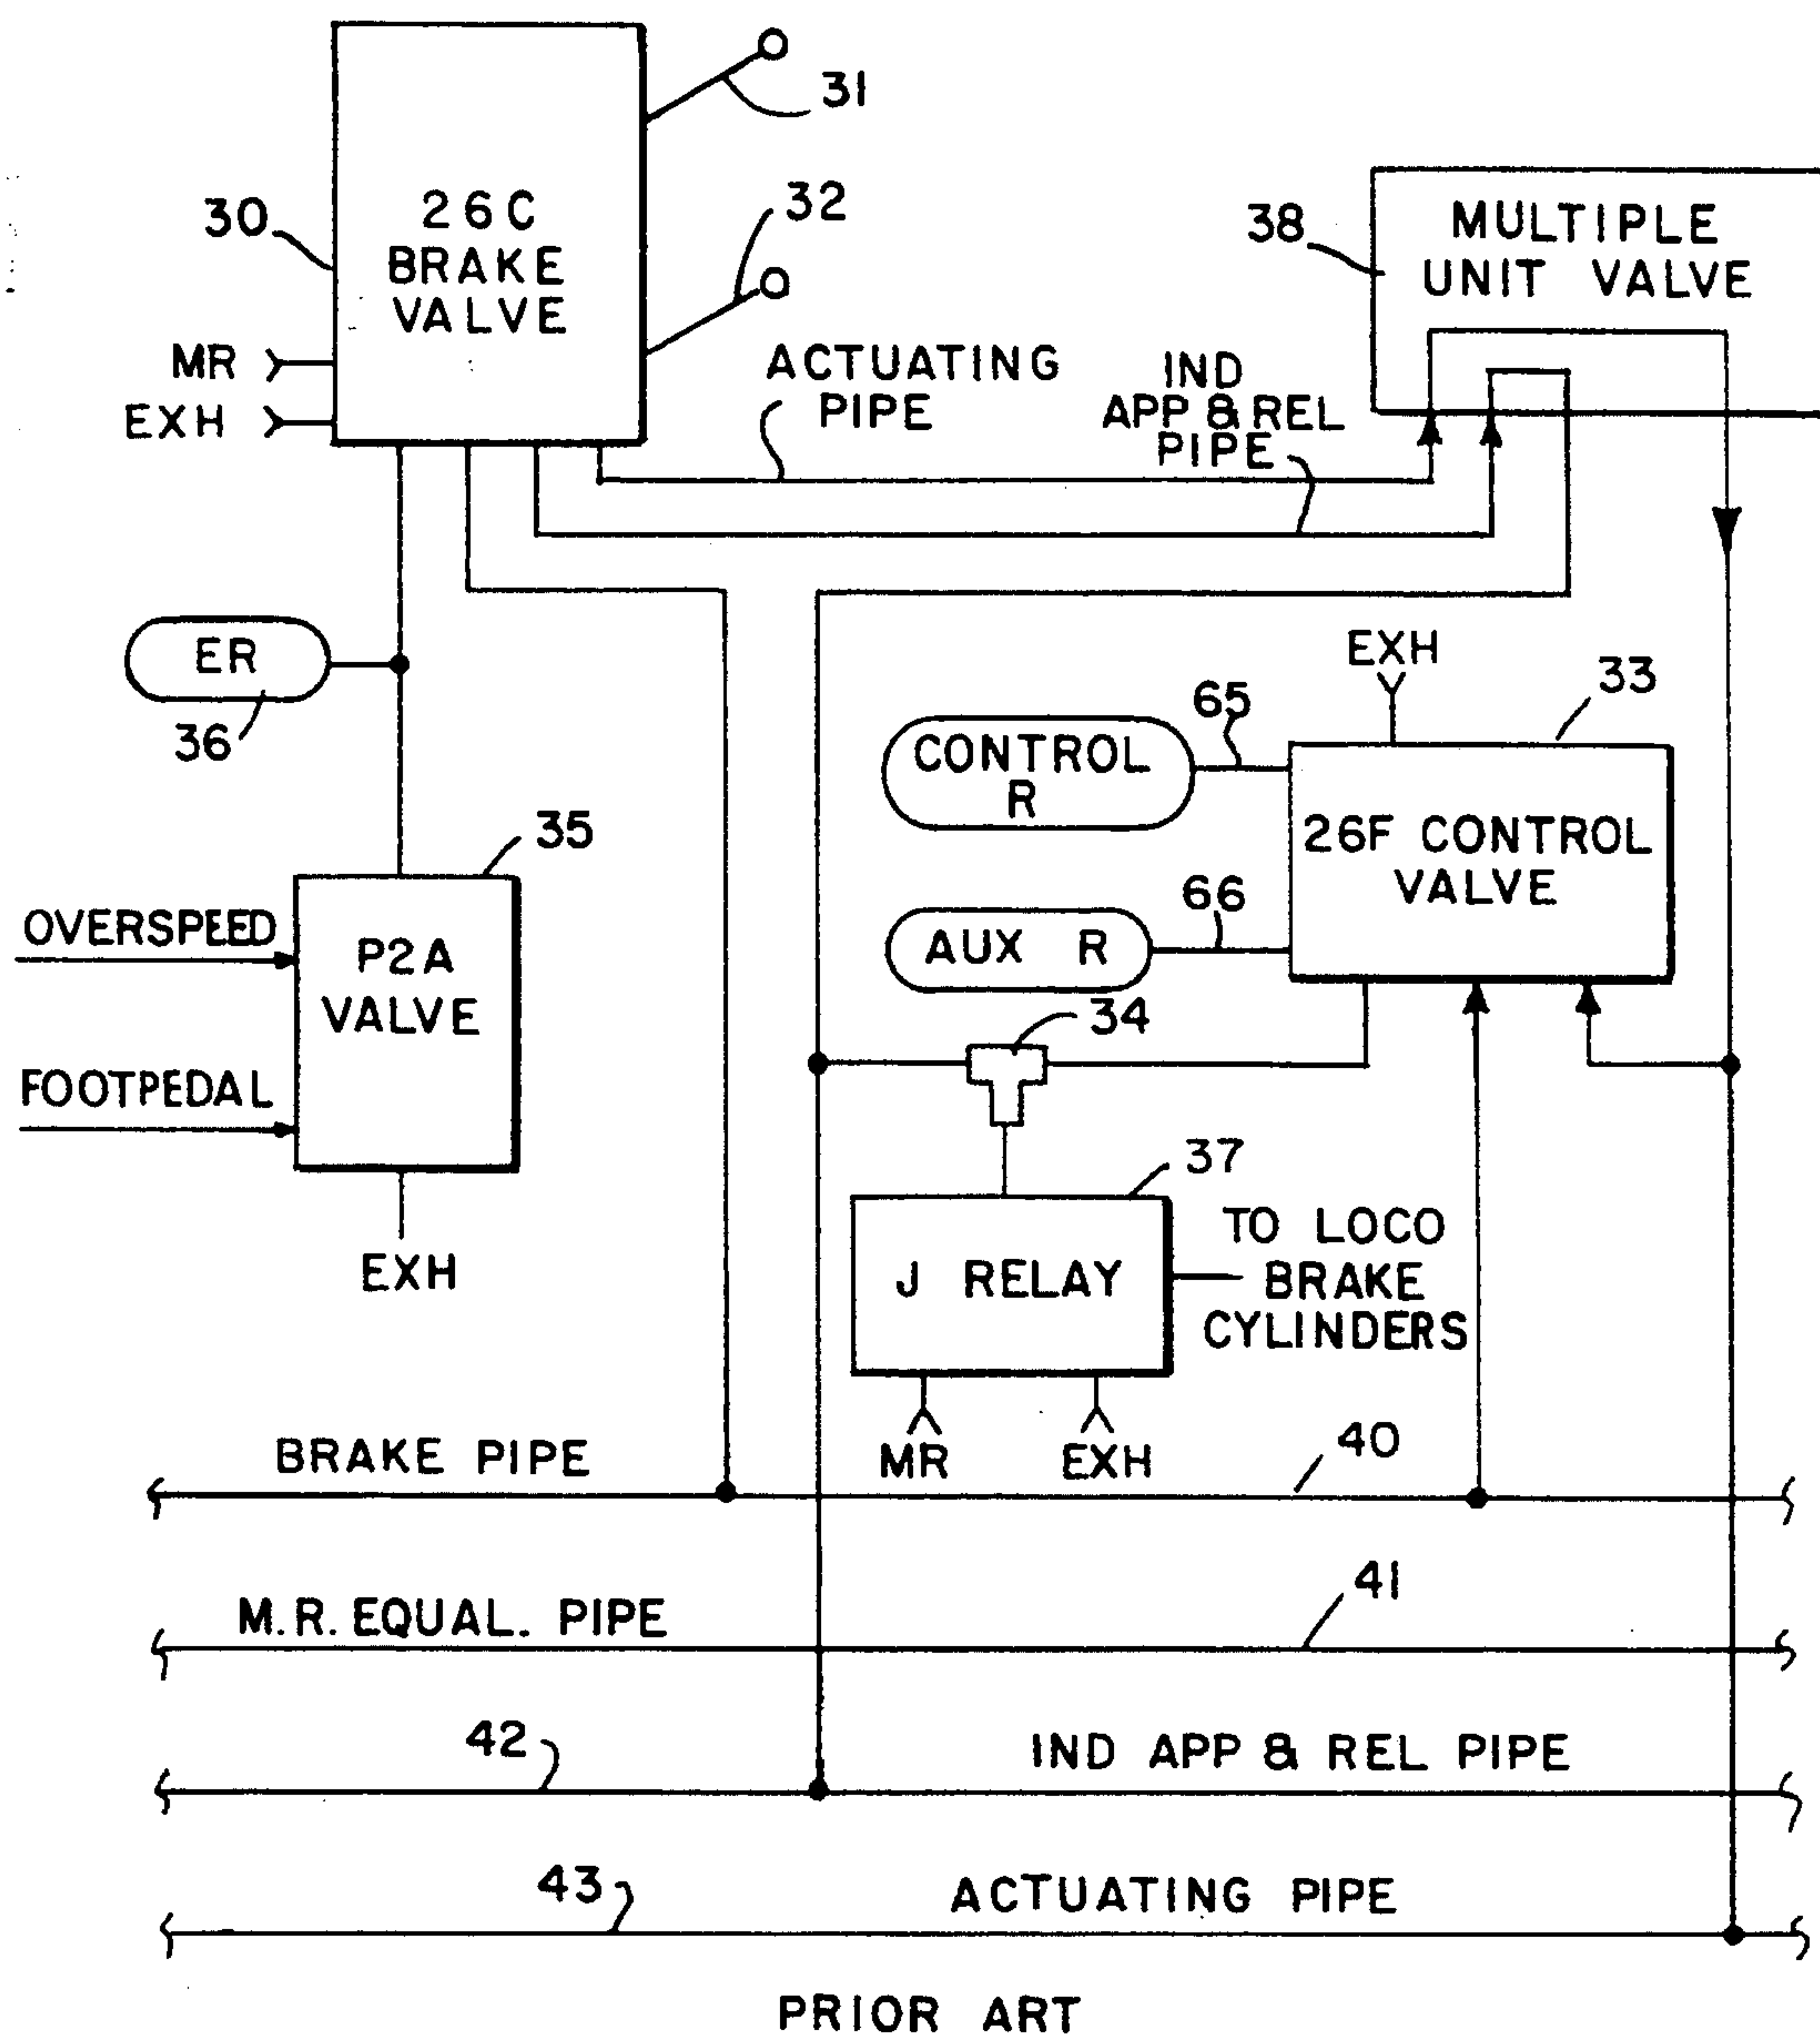 31
30
26C
BRAKE
VALVE
32
38
MULTIPLE
UNIT VALVE
MR
EXH
ACTUATING
PIPE
IND
APP & REL
PIPE
ER
36
EXH
33
65
CONTROL
R
26F CONTROL
VALVE
35
66
AUX R
OVERSPEED
P2A
VALVE
34
FOOTPEDAL
37
EXH
J RELAY
TO LOCO
BRAKE
CYLINDERS
MR
EXH
BRAKE PIPE
40
M.R. EQUAL. PIPE
41
42
IND APP & REL PIPE
43
ACTUATING PIPE
PRIOR ART